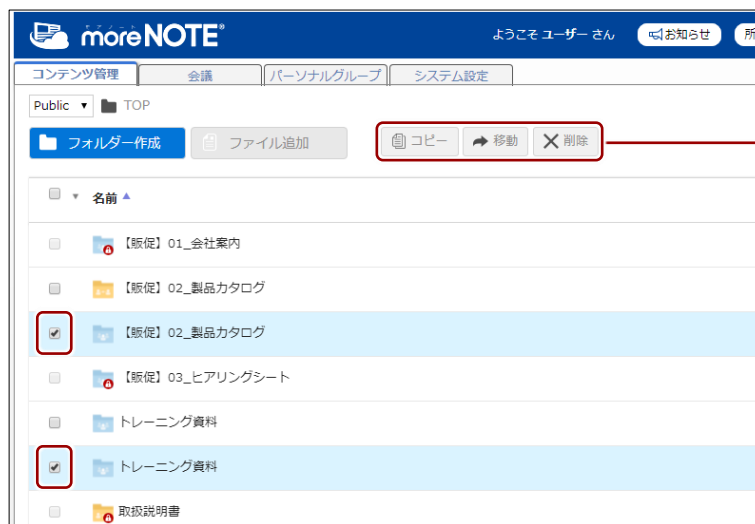 モアノート
moreNOTE®
ようこそ ユーザー さん お知らせ 所
コンテンツ管理 会議 パーソナルグループ システム設定
Public ▼ TOP
フォルダー作成 ファイル追加 コピー 移動 削除
▼ 名前 ▲
【販促】01_会社案内
【販促】02_製品カタログ
【販促】02_製品カタログ
【販促】03_ヒアリングシート
トレーニング資料
トレーニング資料
取扱説明書